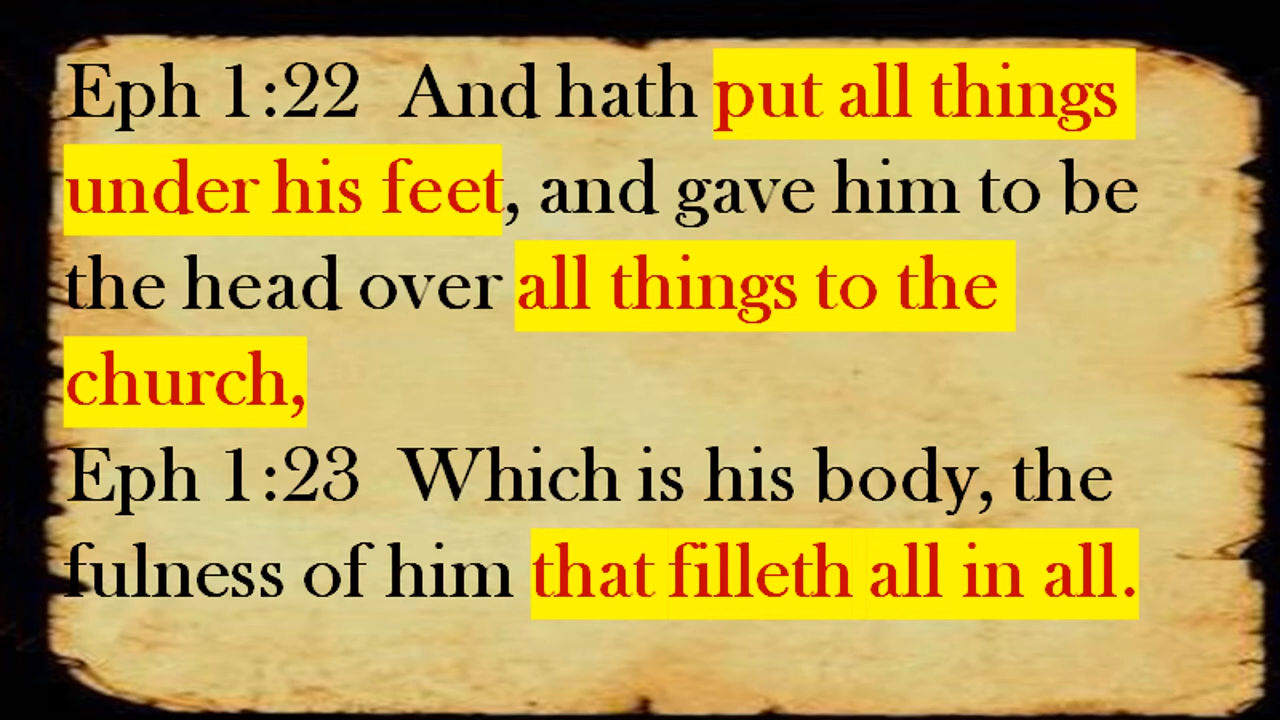 Eph 1:22  And hath put all things
under his feet, and gave him to be
the head over all things to the
church,
Eph 1:23  Which is his body, the
fulness of him that filleth all in all.